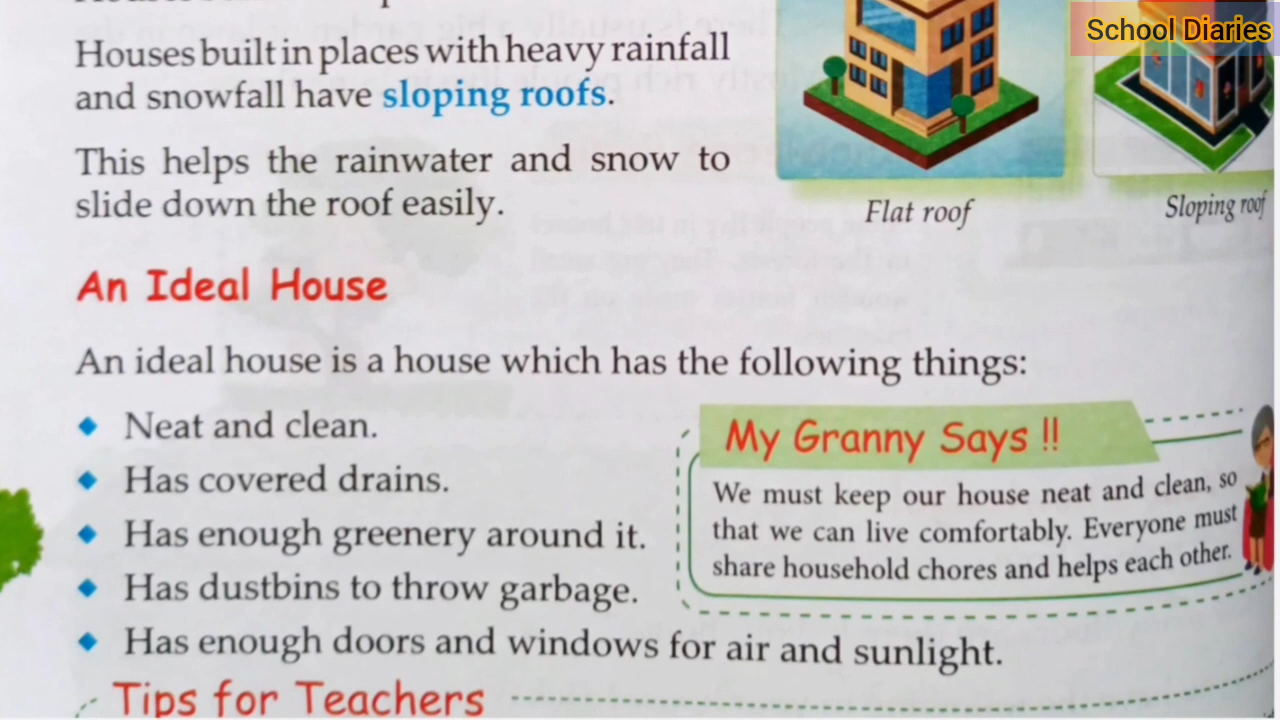 School Diaries
Houses built in places with heavy rainfall
and snowfall have sloping roofs.
This helps the rainwater and snow to
slide down the roof easily.
Flat roof
Sloping roof
An Ideal House
An ideal house is a house which has the following things:
Neat and clean.
Has covered drains.
Has enough greenery around it.
Has dustbins to throw garbage.
Has enough doors and windows for air and sunlight.
My Granny Says !!
We must keep our house neat and clean, so
that we can live comfortably. Everyone must
share household chores and helps each other.
Tips for Teachers